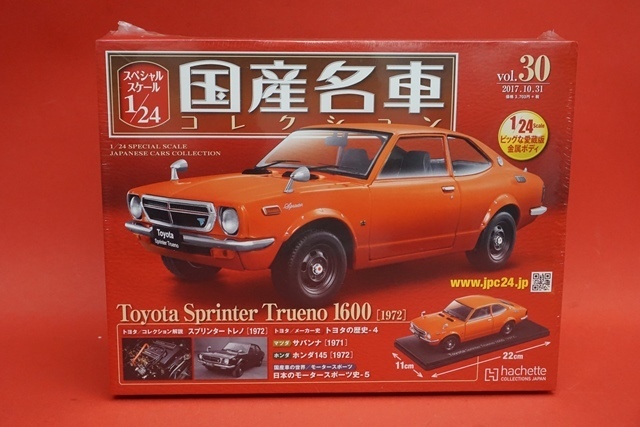 スペシャル
スケール
1/24
国産名車
コレクション
1/24 SPECIAL SCALE
JAPANESE CARS COLLECTION
vol.30
2017.10.31
1/24 Scale
ビッグな愛蔵版
金属ボディ
Sprinter
Toyota
Sprinter Trueno
www.jpc24.jp
Toyota Sprinter Trueno 1600 [1972]
トヨタ/コレクション解説 スプリンター トレノ [1972]
トヨタ/メーカー史 トヨタの歴史-4
マツダ サバンナ [1971]
ホンダ ホンダ145 [1972]
国産車の世界/モータースポーツ
日本のモータースポーツ史-5
11cm
22cm
hachette
COLLECTIONS JAPAN